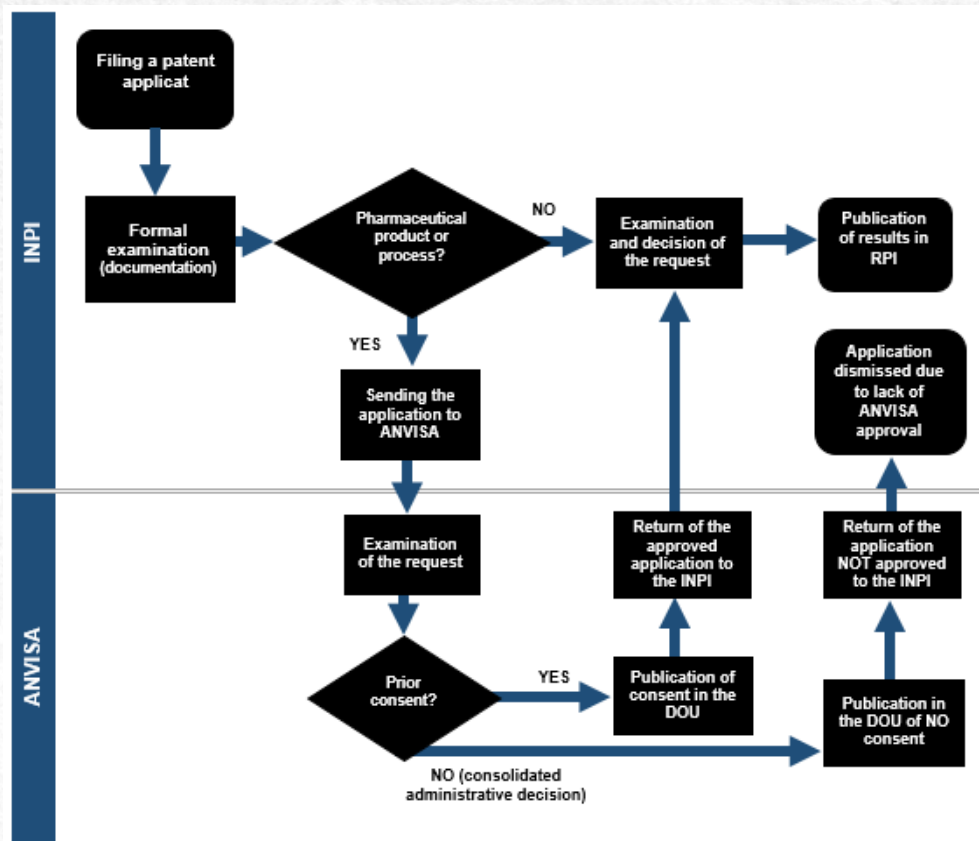 INPI
Filing a patent
applicat
Formal
examination
(documentation)
Pharmaceutical
product or
process?
NO
Examination
and decision of
the request
Publication
of results in
RPI
YES
Sending the
application to
ANVISA
Application
dismissed due
to lack of
ANVISA
approval
ANVISA
Examination
of the request
Return of the
approved
application to
the INPI
Return of the
application
NOT approved
to the INPI
Prior
consent?
YES
Publication of
consent in the
DOU
Publication in
the DOU of NO
consent
NO (consolidated
administrative decision)